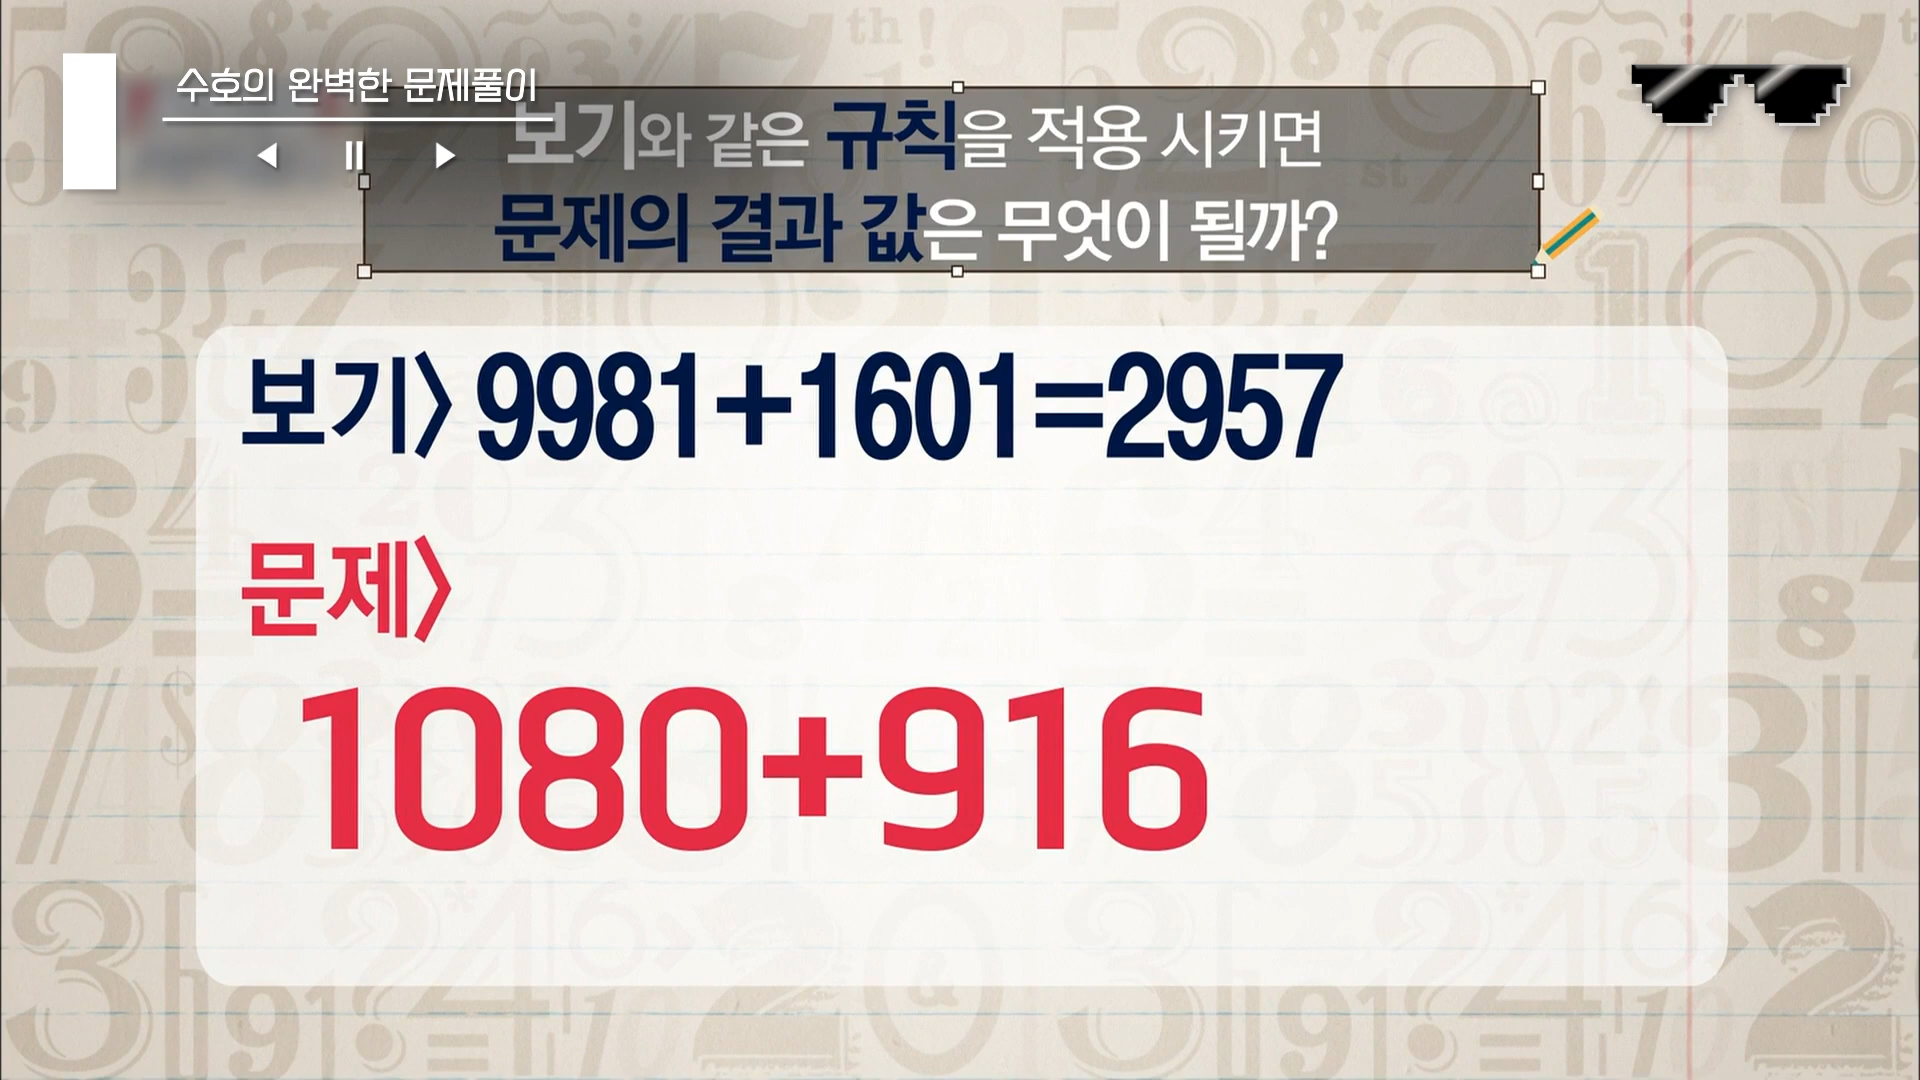 수호의 완벽한 문제풀이
보기와 같은 규칙을 적용 시키면
문제의 결과 값은 무엇이 될까?
보기> 9981+1601=2957
문제>
1080+916